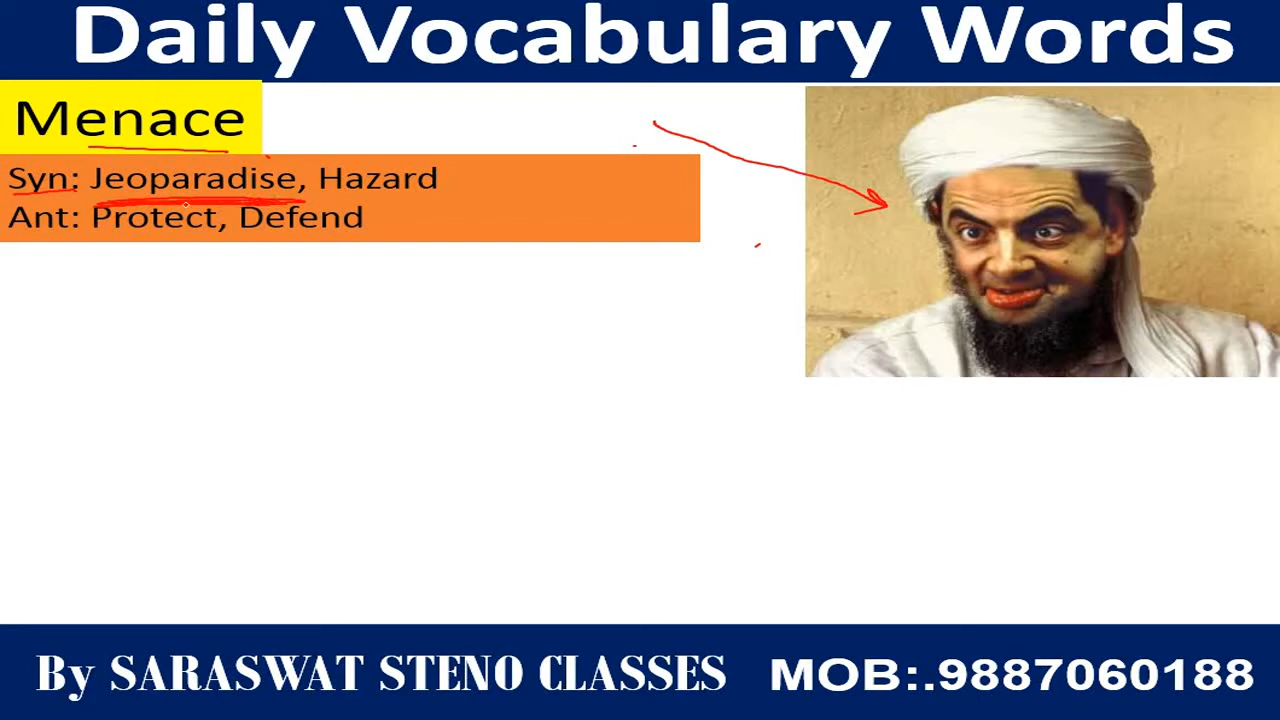 Daily Vocabulary Words
Menace
Syn: Jeoparadise, Hazard
Ant: Protect, Defend
By SARASWAT STENO CLASSES MOB:.9887060188